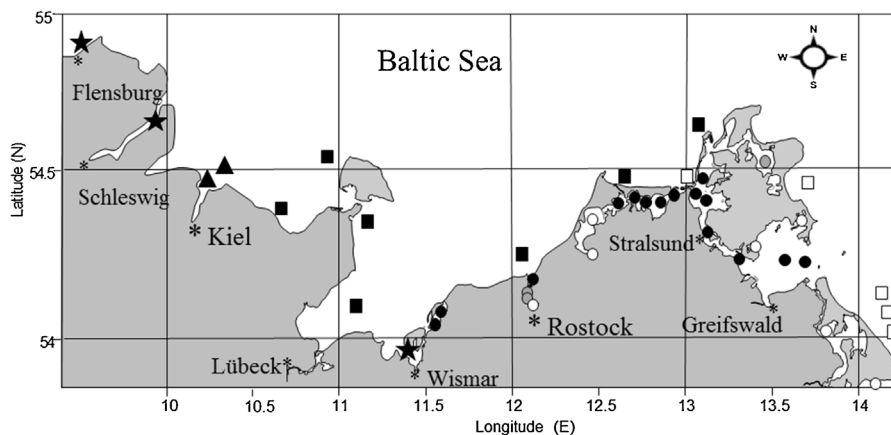 55
Baltic Sea
N
W
E
S
Flensburg
*
Latitude (N)
54.5
*
Schleswig
*
Kiel
Stralsund*
*
Rostock
Greifswald
*
54
Lübeck*
*
Wismar
10
10.5
11
11.5
12
12.5
13
13.5
14
Longitude (E)